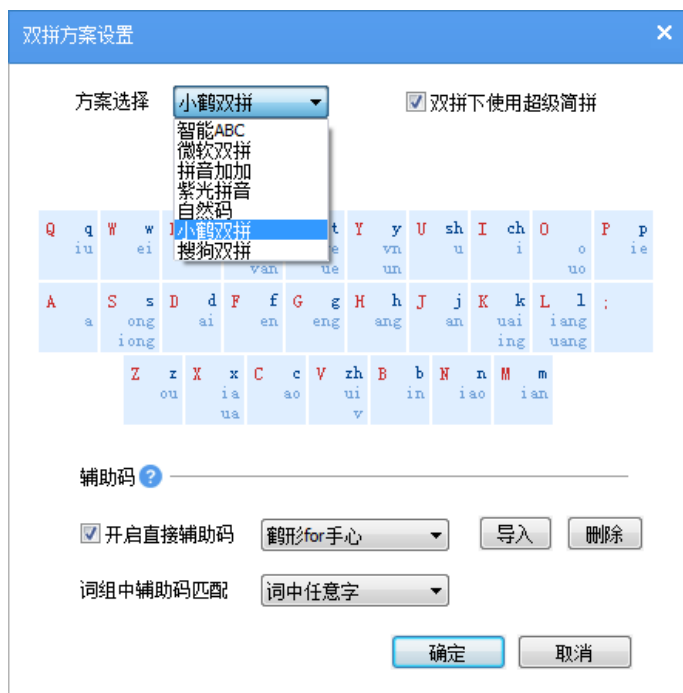 双拼方案设置
方案选择 小鹤双拼 双拼下使用超级简拼
智能ABC
微软双拼
拼音加加
紫光拼音
自然码
小鹤双拼
搜狗双拼
Q q W w t Y y U sh I ch O P p
iu ei vn u i o ie
van ue un uo
A S s D d F f G g H h J j K k L l ;
a ong ai en eng ang an uai iang
iong ing uang
Z z X x C c V zh B b N n M m
ou ia ao ui in iao ian
ua v
辅助码 ?
开启直接辅助码 鹤形for手心 导入 删除
词组中辅助码匹配 词中任意字
确定 取消